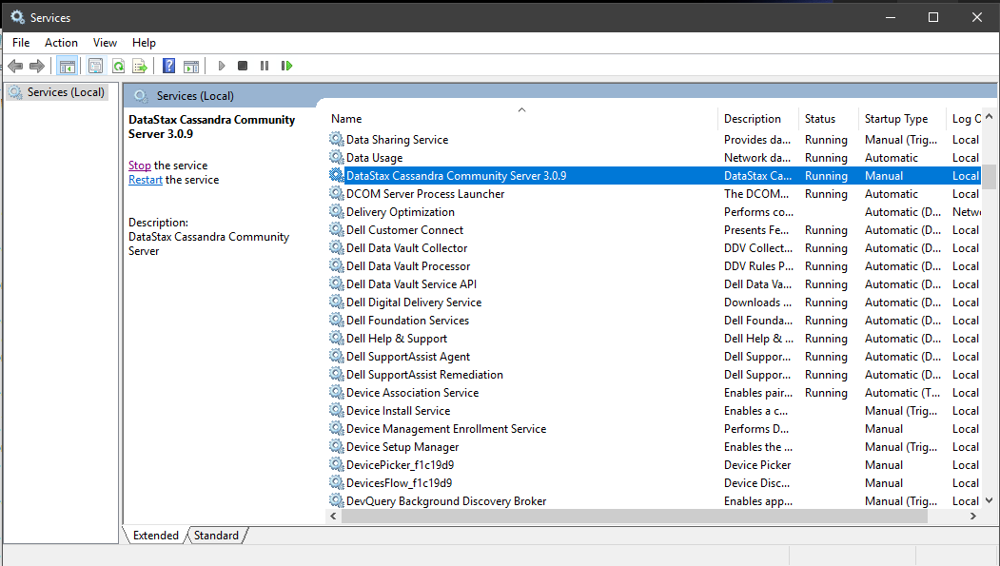 Services
File Action View Help
Services (Local)
Services (Local)
DataStax Cassandra Community
Server 3.0.9
Stop the service
Restart the service
Description:
DataStax Cassandra Community
Server
Name Description Status Startup Type Log O
Data Sharing Service Provides da... Running Manual (Trig... Local
Data Usage Network da... Running Automatic Local
DataStax Cassandra Community Server 3.0.9 DataStax Ca... Running Manual Local
DCOM Server Process Launcher The DCOM... Running Automatic Local
Delivery Optimization Performs co... Automatic (D... Netw
Dell Customer Connect Presents Fe... Running Automatic (D... Local
Dell Data Vault Collector DDV Collect... Running Automatic (D... Local
Dell Data Vault Processor DDV Rules P... Running Automatic (D... Local
Dell Data Vault Service API Dell Data Va... Running Automatic (D... Local
Dell Digital Delivery Service Downloads ... Running Automatic (D... Local
Dell Foundation Services Dell Founda... Running Automatic (D... Local
Dell Help & Support Dell Help & ... Running Automatic (D... Local
Dell SupportAssist Agent Dell Suppor... Running Automatic (D... Local
Dell SupportAssist Remediation Dell Suppor... Running Automatic (D... Local
Device Association Service Enables pair... Running Automatic (T... Local
Device Install Service Enables a c... Manual (Trig... Local
Device Management Enrollment Service Performs D... Manual Local
Device Setup Manager Enables the ... Manual (Trig... Local
DevicePicker_f1c19d9 Device Picker Manual Local
DevicesFlow_f1c19d9 Device Disc... Manual Local
DevQuery Background Discovery Broker Enables app... Manual (Trig... Local
Extended Standard